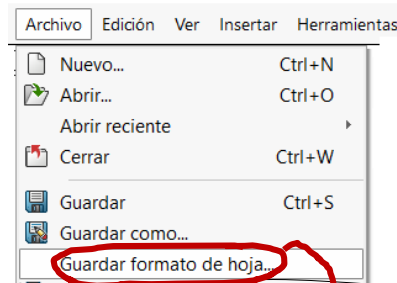 Archivo Edición Ver Insertar Herramientas
Nuevo... Ctrl+N
Abrir... Ctrl+O
Abrir reciente
Cerrar Ctrl+W
Guardar Ctrl+S
Guardar como...
Guardar formato de hoja...